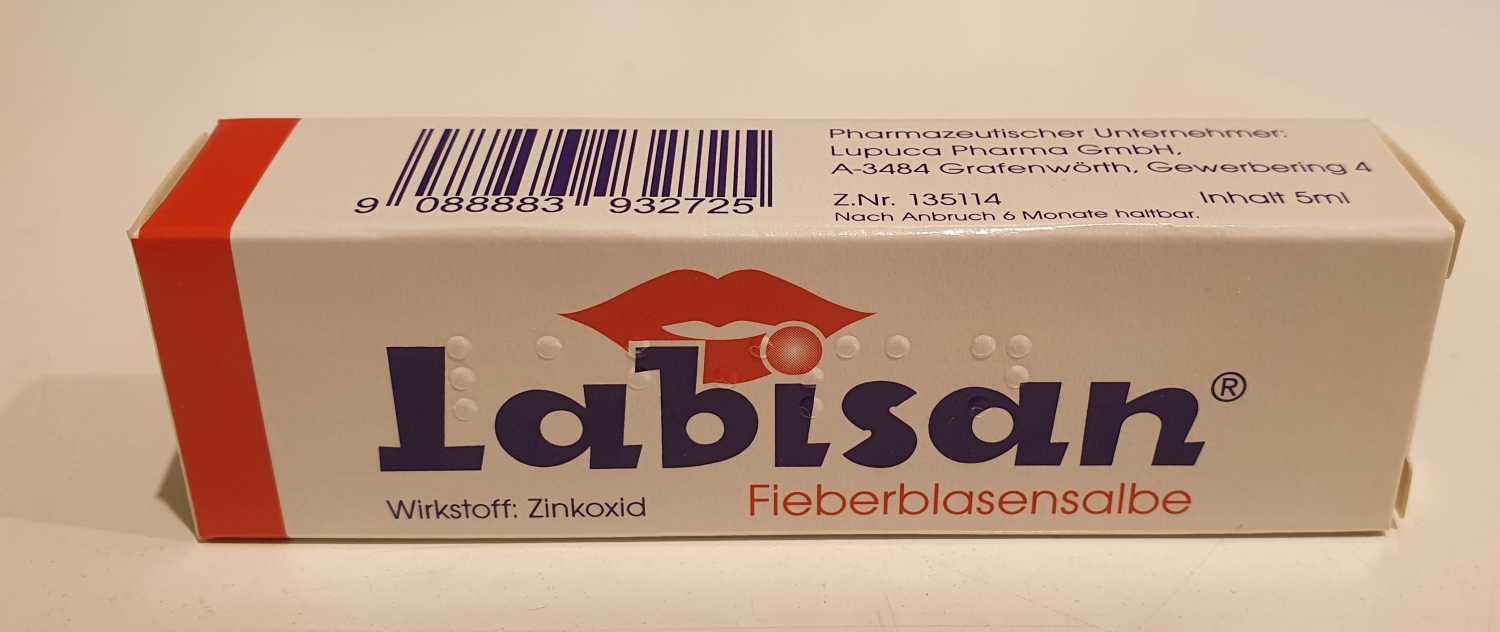 9 088883 932725
Pharmazeutischer Unternehmer:
Lupuca Pharma GmbH,
A-3484 Grafenwörth, Gewerbering 4
Z.Nr. 135114 Inhalt 5ml
Nach Anbruch 6 Monate haltbar.
⠇⠁⠃⠊⠎⠁⠝
Labisan®
Wirkstoff: Zinkoxid Fieberblasensalbe